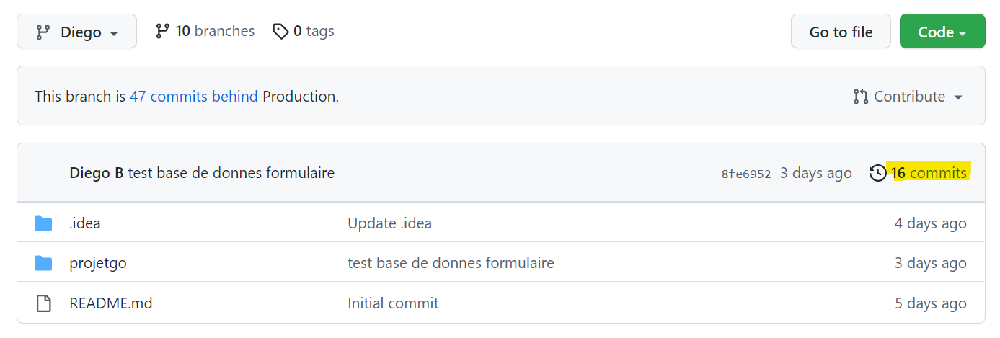 Diego 10 branches 0 tags Go to file Code
This branch is 47 commits behind Production. Contribute
Diego B test base de donnes formulaire 8fe6952 3 days ago 16 commits
.idea Update .idea 4 days ago
projetgo test base de donnes formulaire 3 days ago
README.md Initial commit 5 days ago